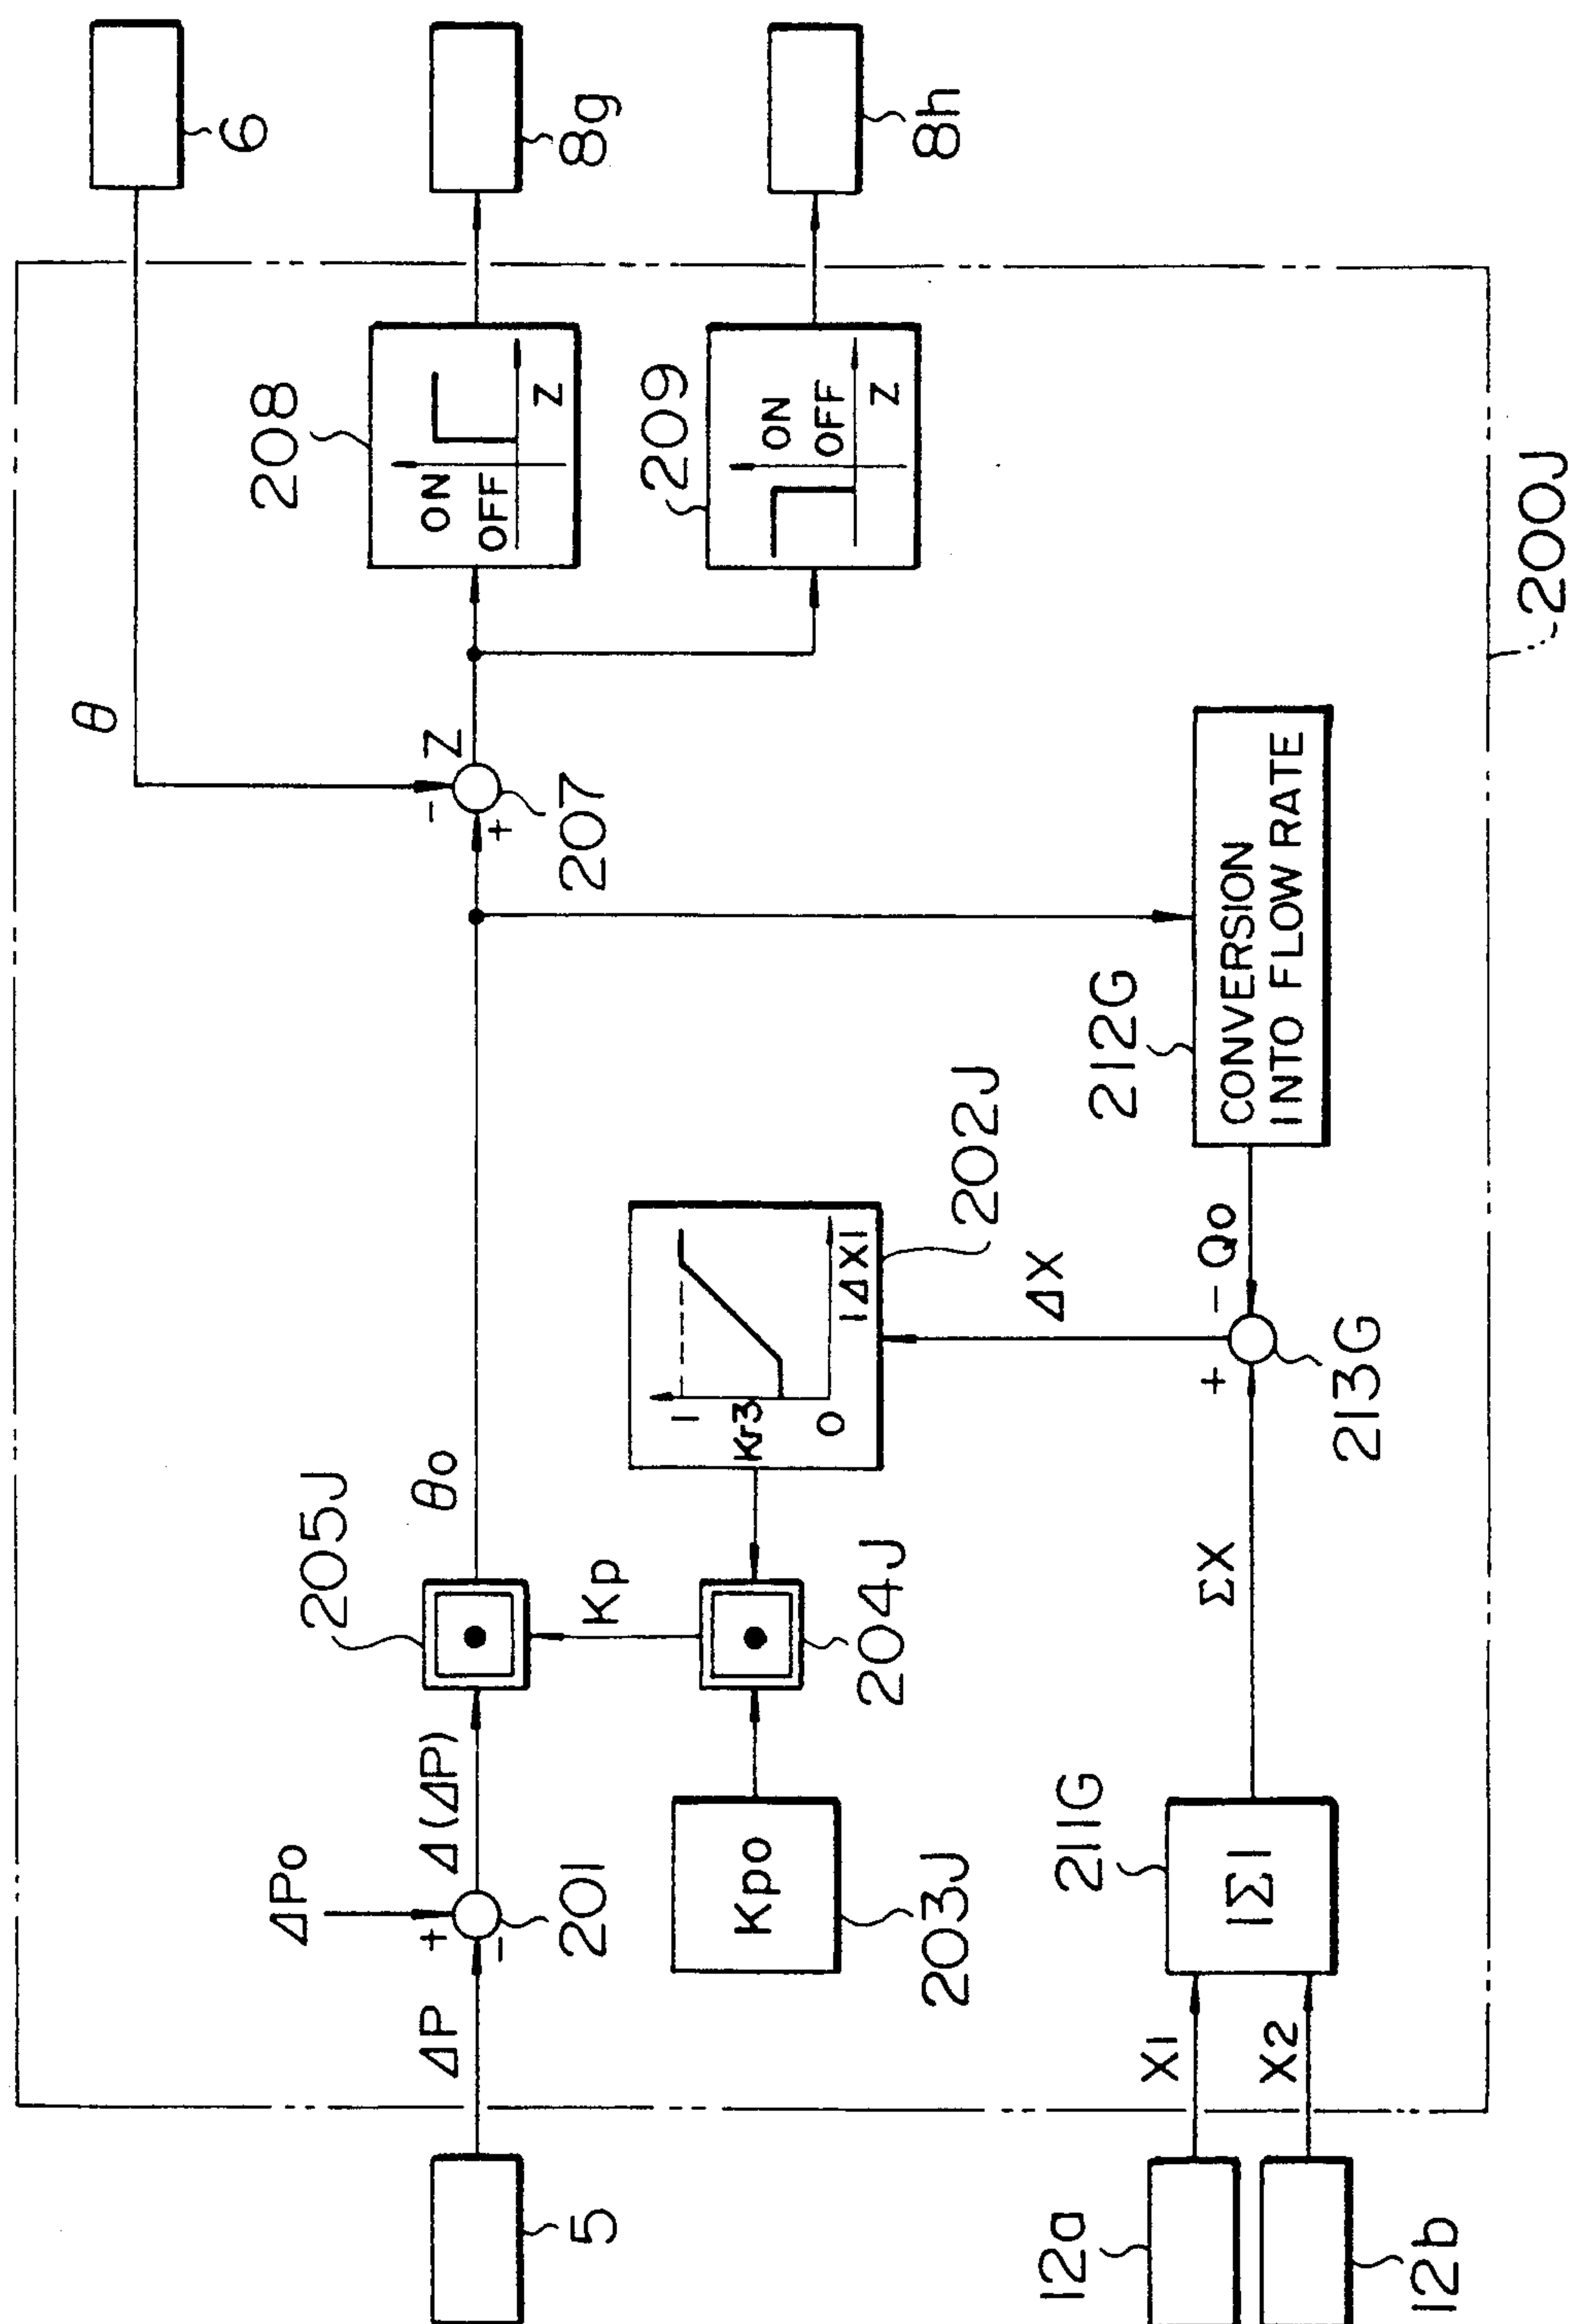 6
8g
8h
θ
208
ON
OFF
Z
209
ON
OFF
Z
200J
Z
-
+
207
CONVERSION
INTO FLOW RATE
212G
Qo
-
+
213G
ΔX
202J
1
Kr3
0
|ΔX|
θo
205J
Kp
204J
Kpo
203J
Δ(ΔP)
ΔPo
+
-
201
ΔP
5
ΣX
211G
|Σ|
X1
X2
12a
12b